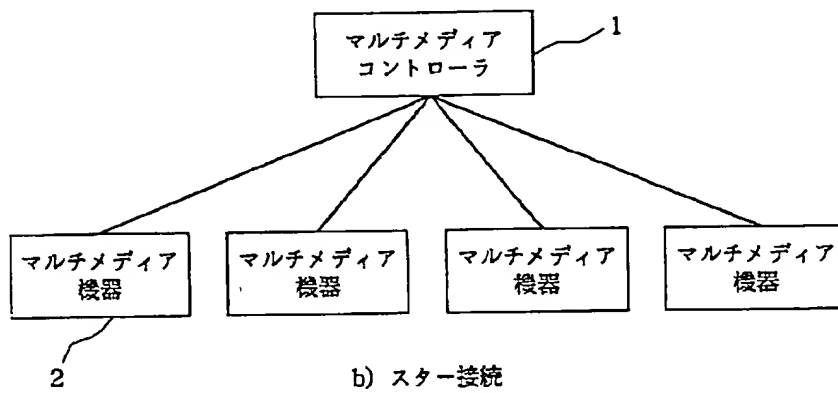 マルチメディア
コントローラ
1
マルチメディア
機器
マルチメディア
機器
マルチメディア
機器
マルチメディア
機器
2
b) スター接続